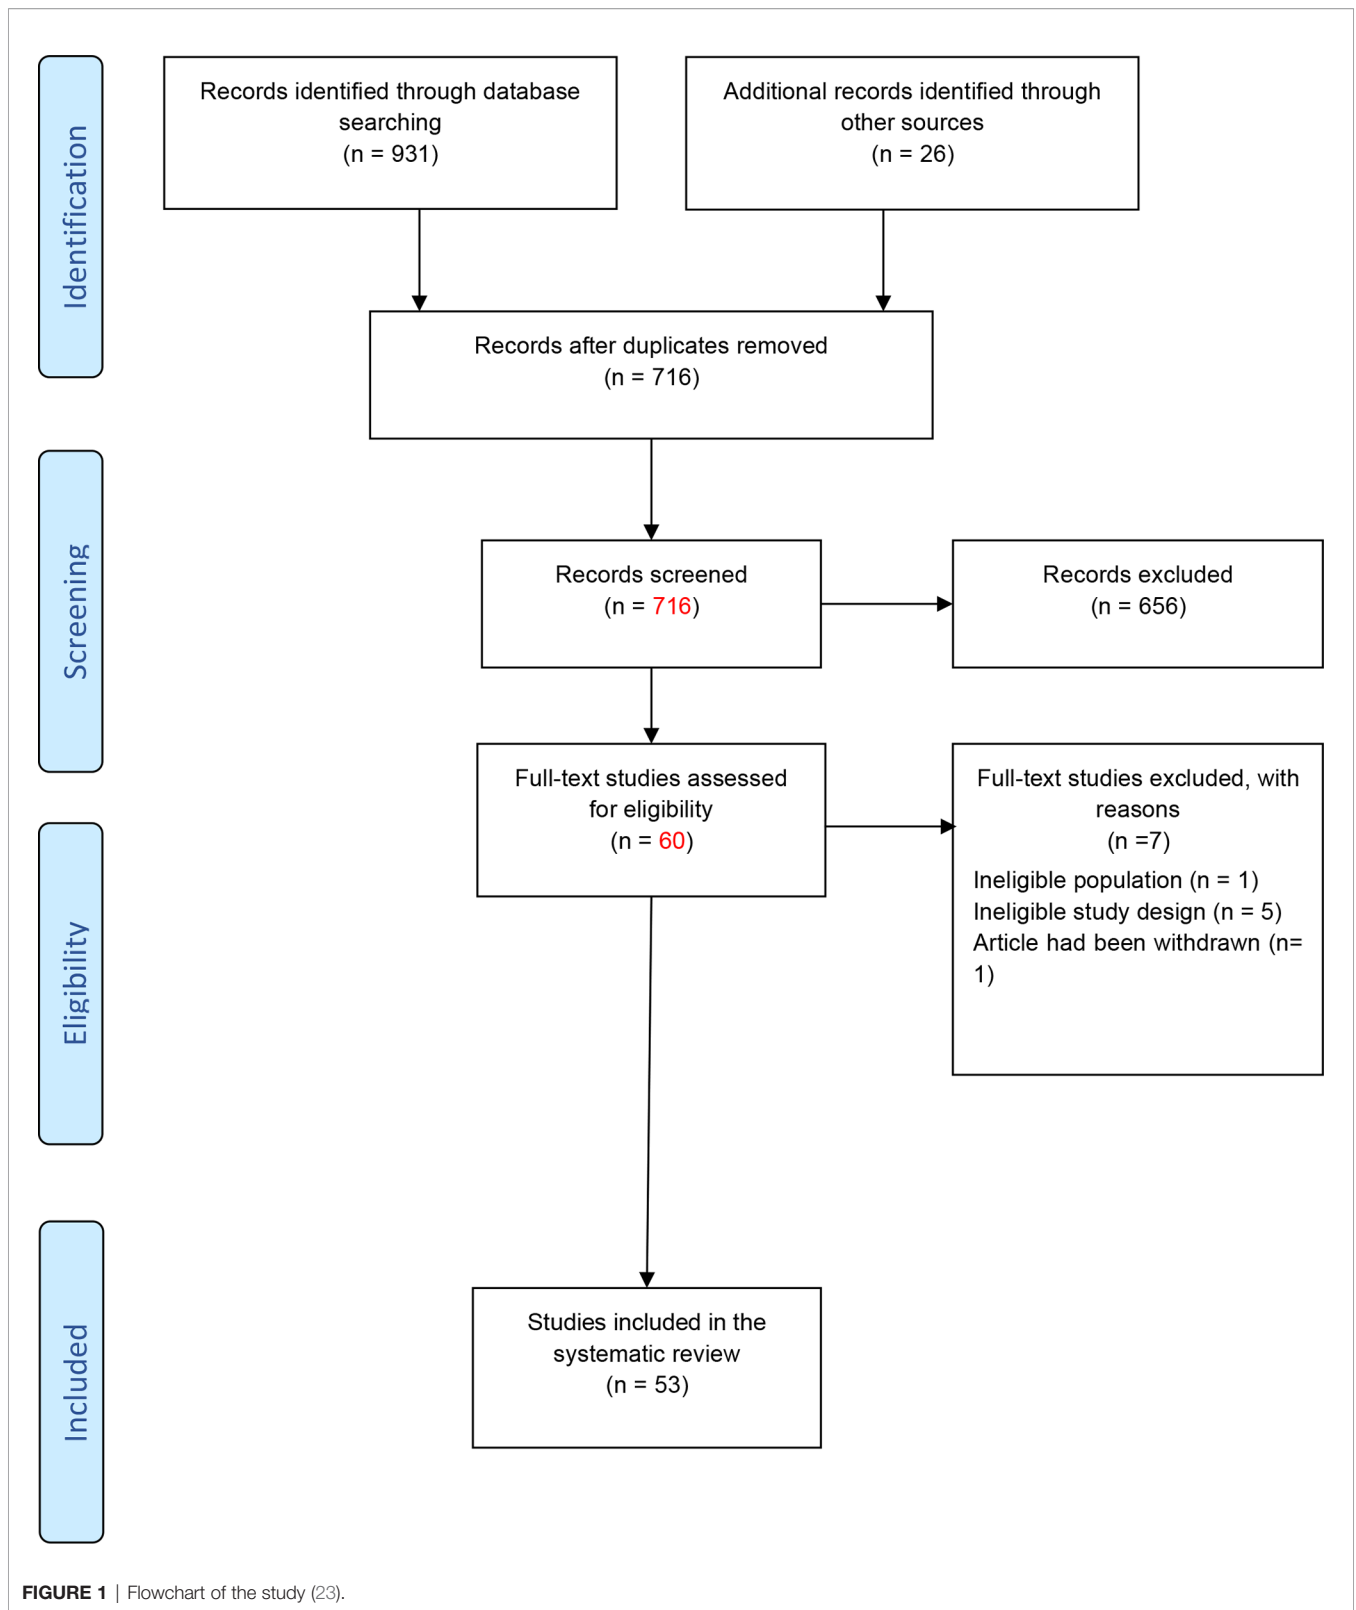 Identification
Records identified through database
searching
(n = 931)
Additional records identified through
other sources
(n = 26)
Records after duplicates removed
(n = 716)
Screening
Records screened
(n = 716)
Records excluded
(n = 656)
Full-text studies assessed
for eligibility
(n = 60)
Full-text studies excluded, with
reasons
(n =7)
Ineligible population (n = 1)
Ineligible study design (n = 5)
Article had been withdrawn (n=
1)
Eligibility
Included
Studies included in the
systematic review
(n = 53)
FIGURE 1 | Flowchart of the study (23).